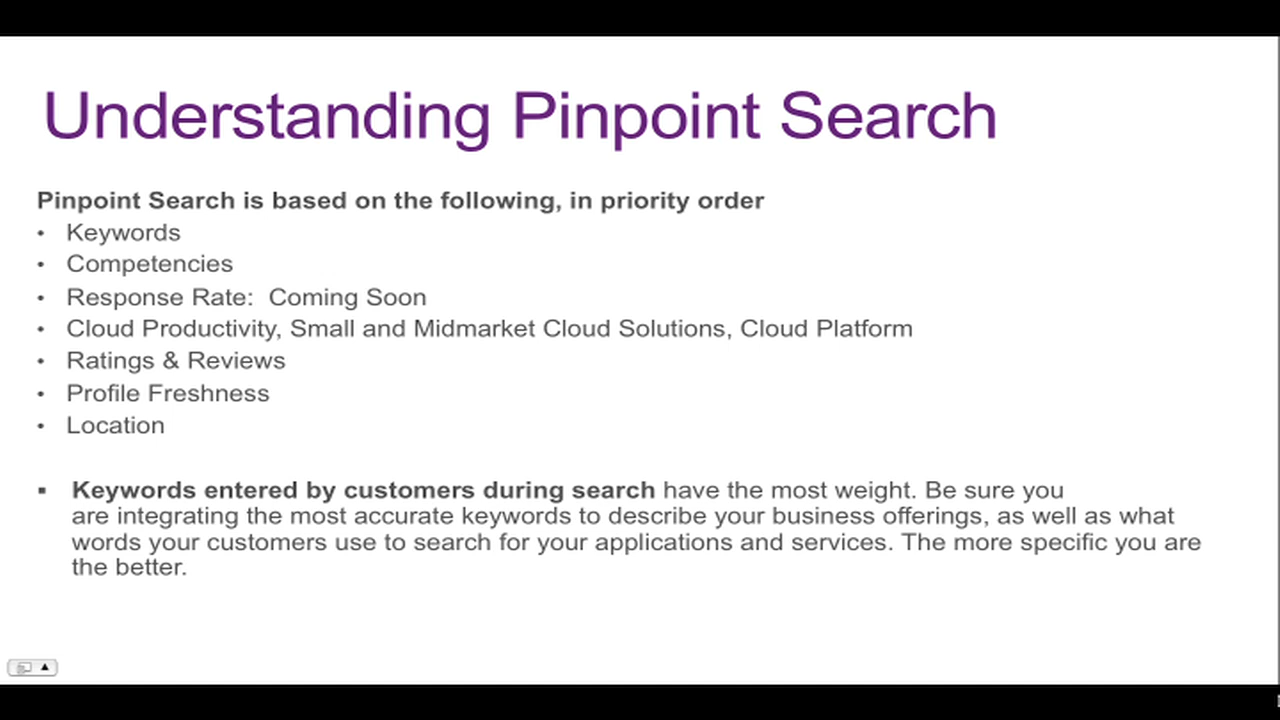 Understanding Pinpoint Search
Pinpoint Search is based on the following, in priority order
• Keywords
• Competencies
• Response Rate:  Coming Soon
• Cloud Productivity, Small and Midmarket Cloud Solutions, Cloud Platform
• Ratings & Reviews
• Profile Freshness
• Location
▪ Keywords entered by customers during search have the most weight. Be sure you
are integrating the most accurate keywords to describe your business offerings, as well as what
words your customers use to search for your applications and services. The more specific you are
the better.